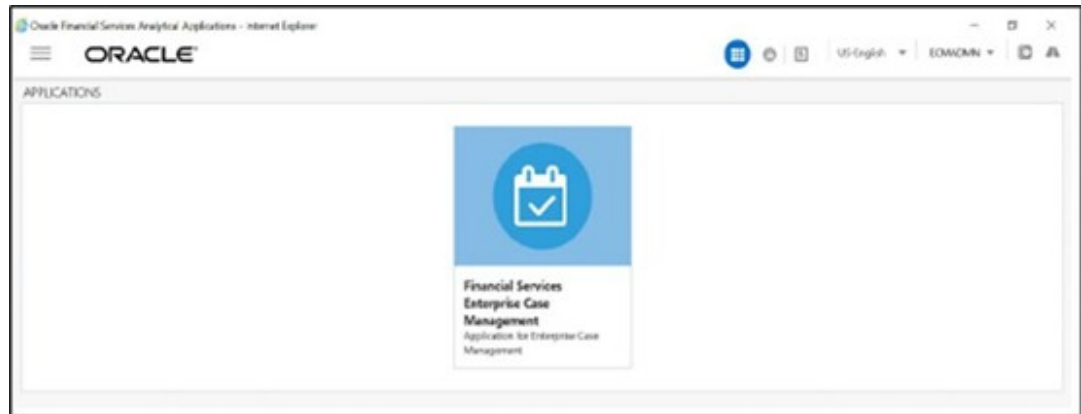 Oracle Financial Services Analytical Applications - Internet Explorer
ORACLE
US-English
ECMADMN
APPLICATIONS
Financial Services
Enterprise Case
Management
Application for Enterprise Case
Management